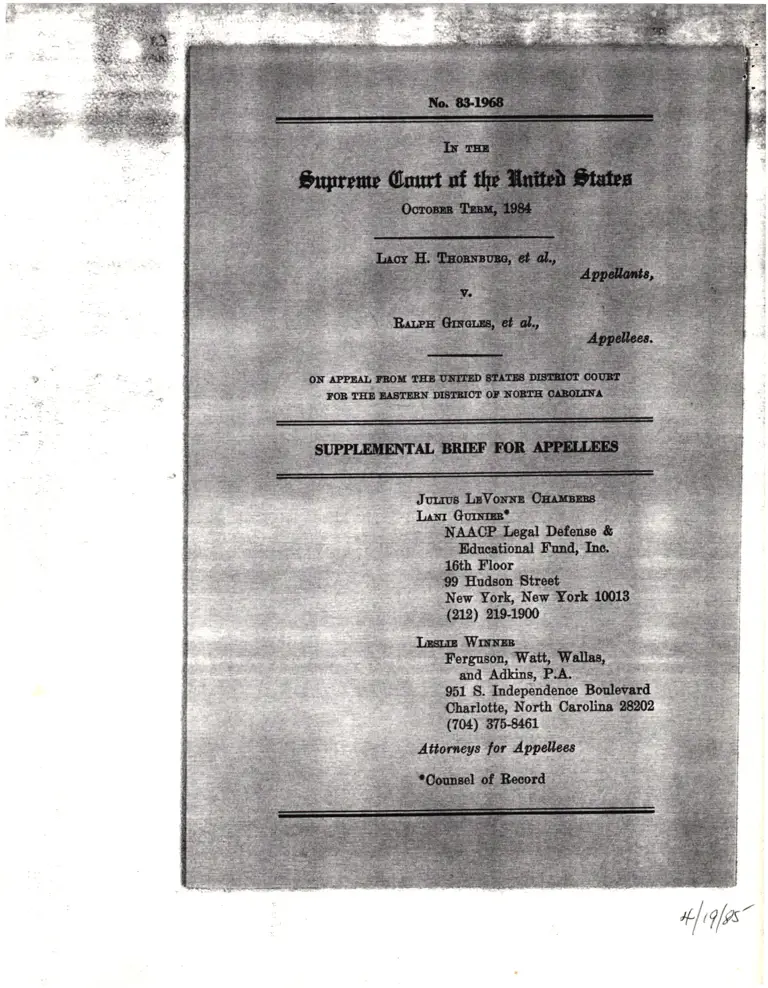 No. 83-1968
IN THE
Supreme Court of the United States
OCTOBER TERM, 1984
LACY H. THORNBURG, et al.,
Appellants,
v.
RALPH GINGLES, et al.,
Appellees.
ON APPEAL FROM THE UNITED STATES DISTRICT COURT
FOR THE EASTERN DISTRICT OF NORTH CAROLINA
SUPPLEMENTAL BRIEF FOR APPELLEES
JULIUS LEVONNE CHAMBERS
LANI GUINIER*
NAACP Legal Defense &
Educational Fund, Inc.
16th Floor
99 Hudson Street
New York, New York 10013
(212) 219-1900
LESLIE WINNER
Ferguson, Watt, Wallas,
and Adkins, P.A.
951 S. Independence Boulevard
Charlotte, North Carolina 28202
(704) 375-8461
Attorneys for Appellees
*Counsel of Record
4/19/85